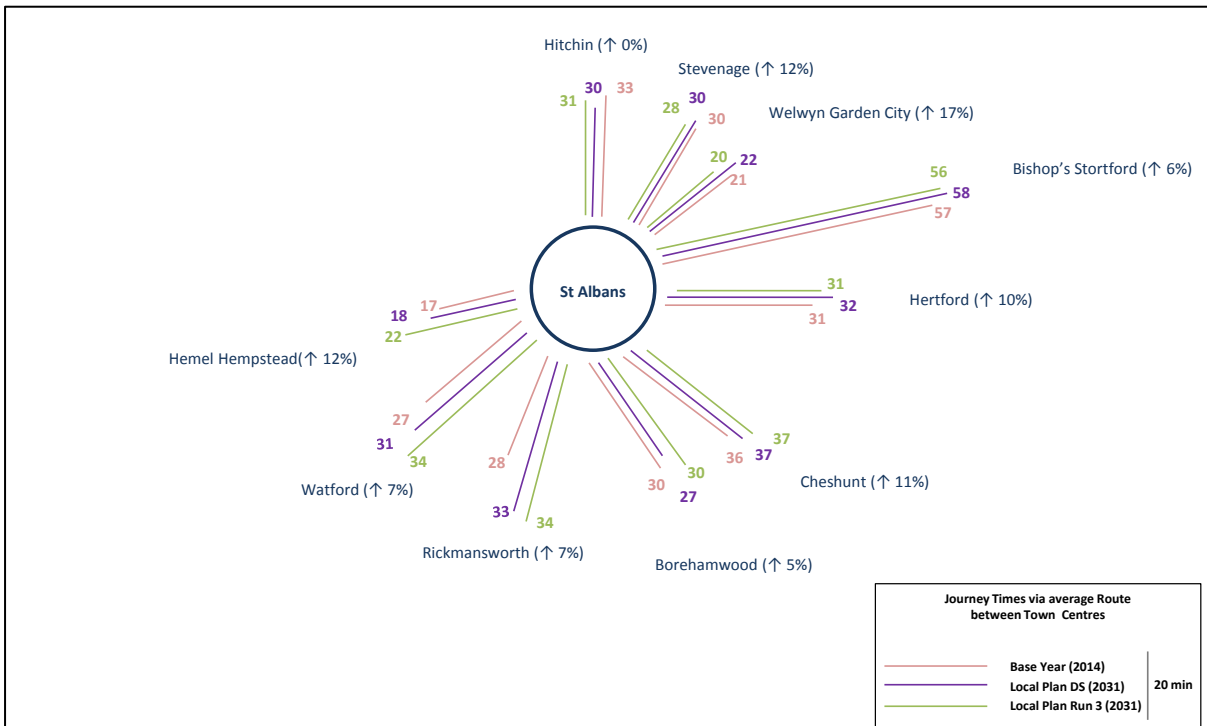 Hitchin (↑ 0%)
31
30
33
Stevenage (↑ 12%)
28
30
30
Welwyn Garden City (↑ 17%)
20
22
21
Bishop's Stortford (↑ 6%)
56
58
57
St Albans
Hertford (↑ 10%)
31
32
31
17
18
22
Hemel Hempstead(↑ 12%)
27
31
34
Watford (↑ 7%)
28
33
34
Rickmansworth (↑ 7%)
30
30
27
Borehamwood (↑ 5%)
37
36
37
Cheshunt (↑ 11%)
Journey Times via average Route
between Town Centres
Base Year (2014)
Local Plan DS (2031)
Local Plan Run 3 (2031)
20 min